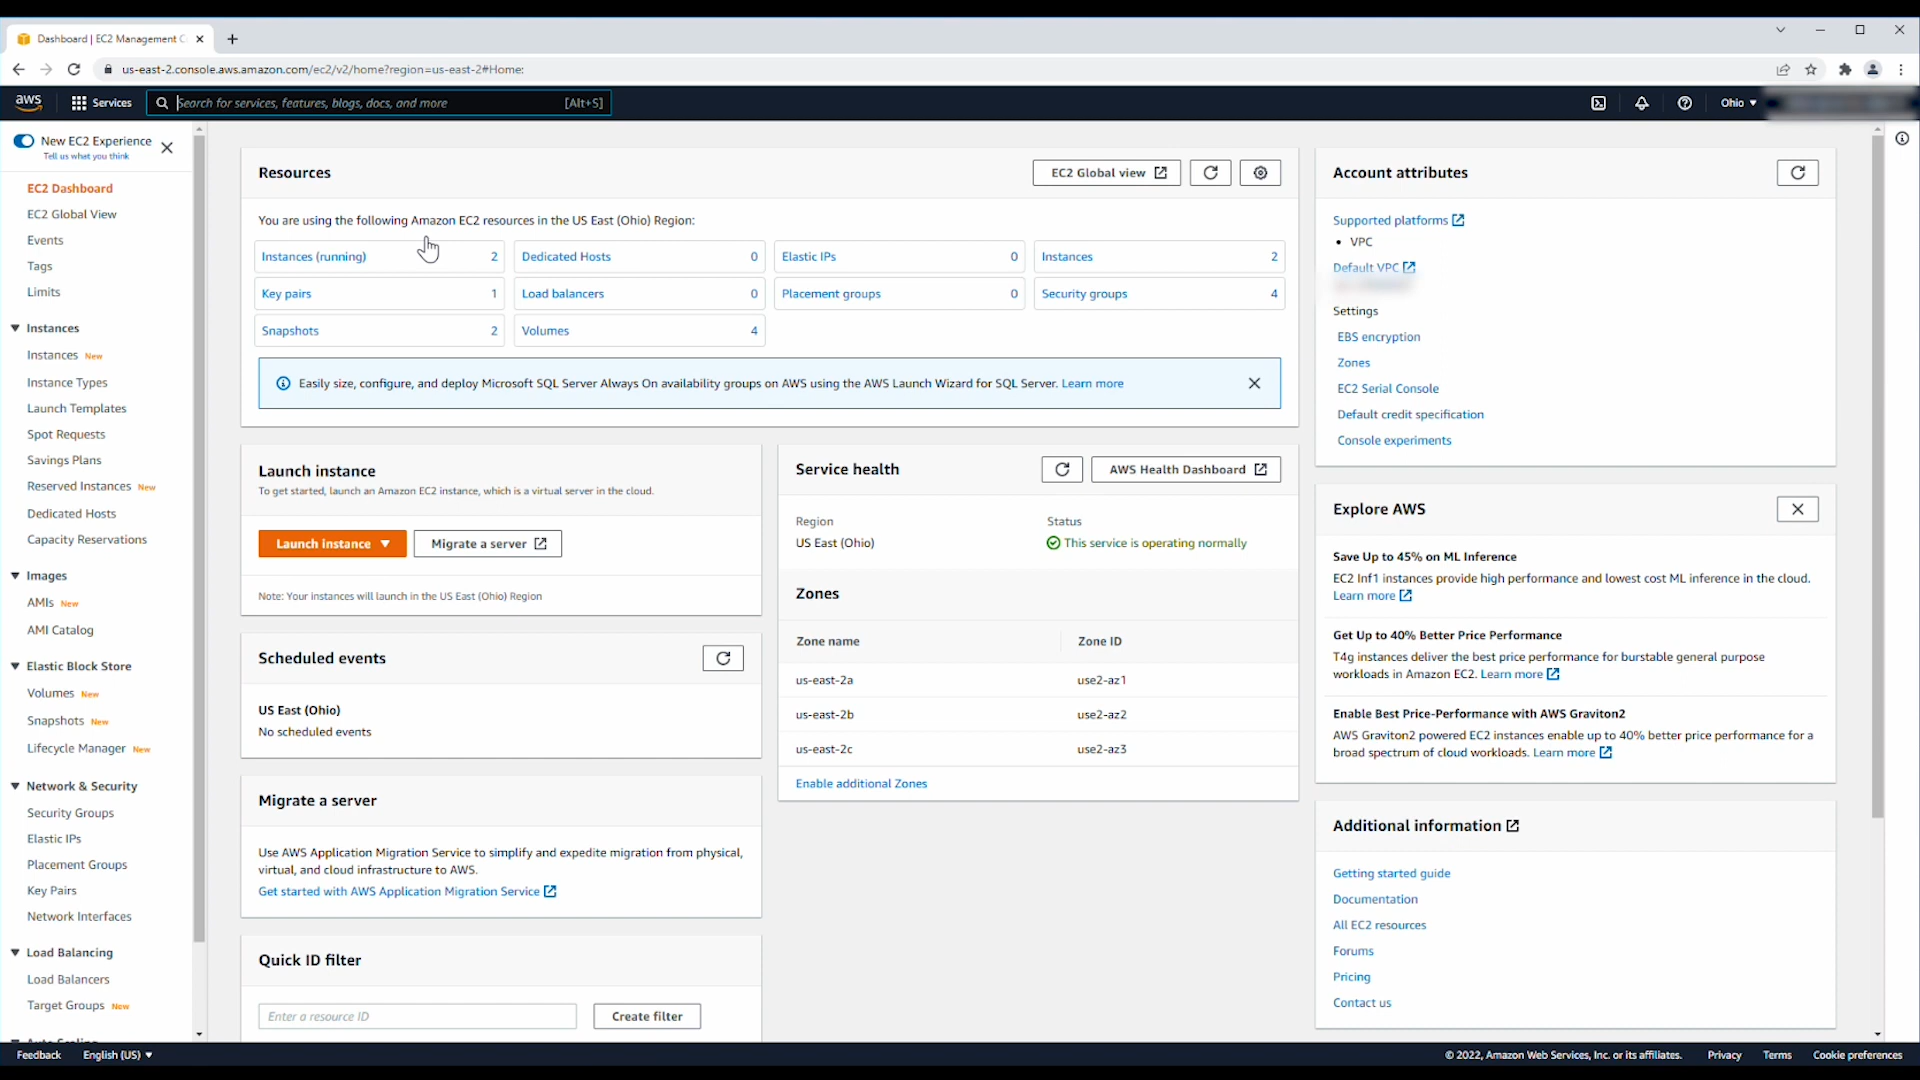 Dashboard | EC2 Management C
us-east-2.console.aws.amazon.com/ec2/v2/home?region=us-east-2#Home:
aws
Services
Search for services, features, blogs, docs, and more
[Alt+S]
Ohio
New EC2 Experience
Tell us what you think
EC2 Dashboard
EC2 Global View
Events
Tags
Limits
Instances
Instances New
Instance Types
Launch Templates
Spot Requests
Savings Plans
Reserved Instances New
Dedicated Hosts
Capacity Reservations
Images
AMIs New
AMI Catalog
Elastic Block Store
Volumes New
Snapshots New
Lifecycle Manager New
Network & Security
Security Groups
Elastic IPs
Placement Groups
Key Pairs
Network Interfaces
Load Balancing
Load Balancers
Target Groups New
Resources
EC2 Global view
You are using the following Amazon EC2 resources in the US East (Ohio) Region:
Instances (running) 2
Dedicated Hosts 0
Elastic IPs 0
Instances 2
Key pairs 1
Load balancers 0
Placement groups 0
Security groups 4
Snapshots 2
Volumes 4
Easily size, configure, and deploy Microsoft SQL Server Always On availability groups on AWS using the AWS Launch Wizard for SQL Server. Learn more
Launch instance
To get started, launch an Amazon EC2 instance, which is a virtual server in the cloud.
Launch instance
Migrate a server
Note: Your instances will launch in the US East (Ohio) Region
Scheduled events
US East (Ohio)
No scheduled events
Migrate a server
Use AWS Application Migration Service to simplify and expedite migration from physical,
virtual, and cloud infrastructure to AWS.
Get started with AWS Application Migration Service
Quick ID filter
Enter a resource ID
Create filter
Service health
AWS Health Dashboard
Region
Status
US East (Ohio)
This service is operating normally
Zones
Zone name
Zone ID
us-east-2a
use2-az1
us-east-2b
use2-az2
us-east-2c
use2-az3
Enable additional Zones
Account attributes
Supported platforms
• VPC
Default VPC
Settings
EBS encryption
Zones
EC2 Serial Console
Default credit specification
Console experiments
Explore AWS
Save Up to 45% on ML Inference
EC2 Inf1 instances provide high performance and lowest cost ML inference in the cloud.
Learn more
Get Up to 40% Better Price Performance
T4g instances deliver the best price performance for burstable general purpose
workloads in Amazon EC2. Learn more
Enable Best Price-Performance with AWS Graviton2
AWS Graviton2 powered EC2 instances enable up to 40% better price performance for a
broad spectrum of cloud workloads. Learn more
Additional information
Getting started guide
Documentation
All EC2 resources
Forums
Pricing
Contact us
Feedback
English (US)
© 2022, Amazon Web Services, Inc. or its affiliates.
Privacy
Terms
Cookie preferences